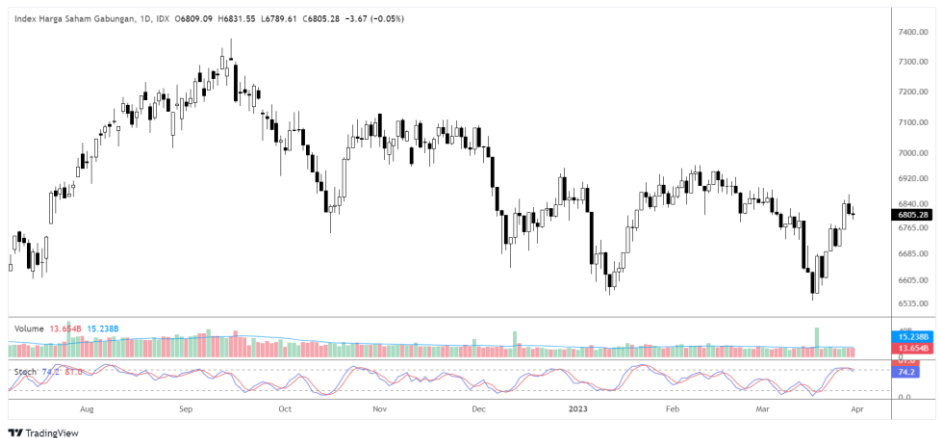 Index Harga Saham Gabungan, 1D, IDX O6809.09 H6831.55 L6789.61 C6805.28 −3.67 (−0.05%)
7400.00
7300.00
7200.00
7100.00
7000.00
6920.00
6840.00
6805.28
6765.00
6685.00
6605.00
6535.00
Volume 13.654B 15.238B
15.238B
13.654B
0
Stoch 74.2 81.0
74.2
0.0
Aug Sep Oct Nov Dec 2023 Feb Mar Apr
TradingView